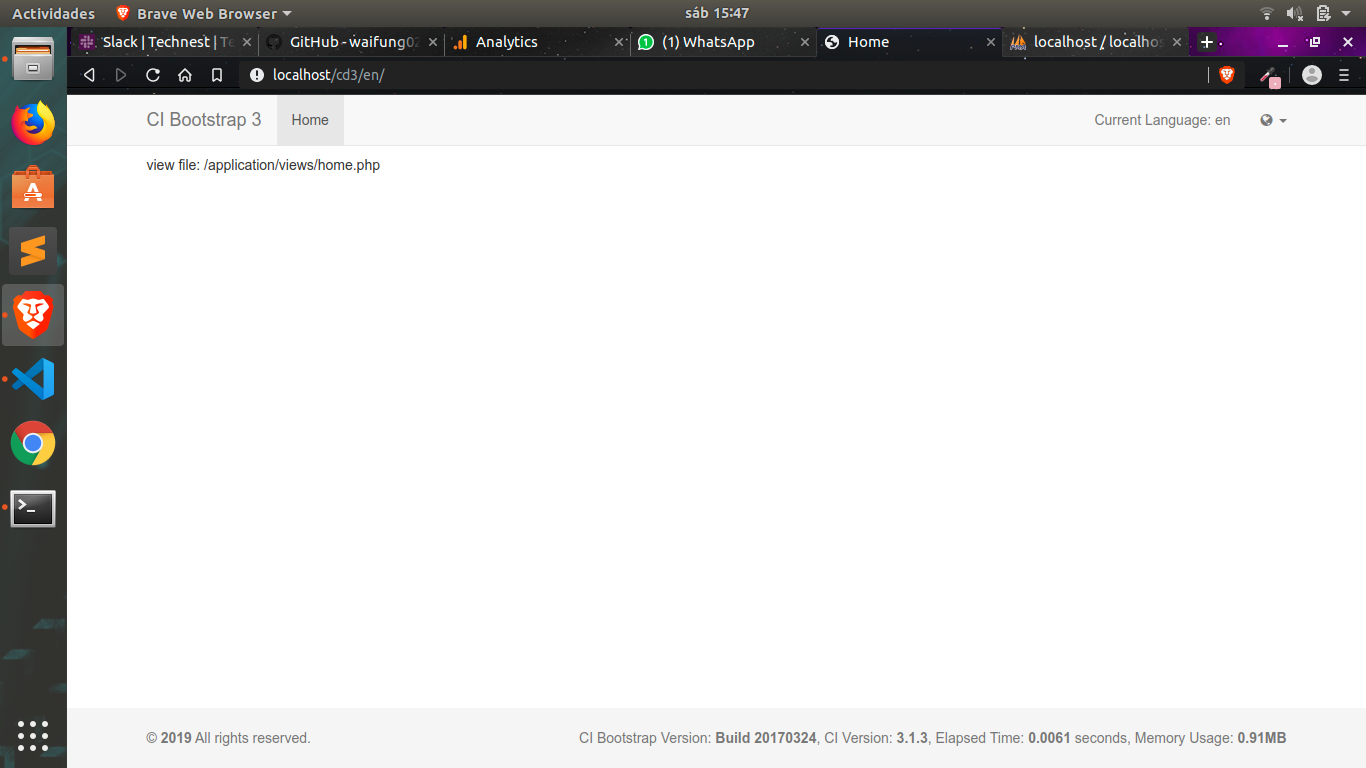 Actividades Brave Web Browser sáb 15:47
Slack | Technest | Te GitHub - waifung02 Analytics (1) WhatsApp Home localhost / localhos
localhost/cd3/en/
CI Bootstrap 3 Home Current Language: en
view file: /application/views/home.php
© 2019 All rights reserved. CI Bootstrap Version: Build 20170324, CI Version: 3.1.3, Elapsed Time: 0.0061 seconds, Memory Usage: 0.91MB